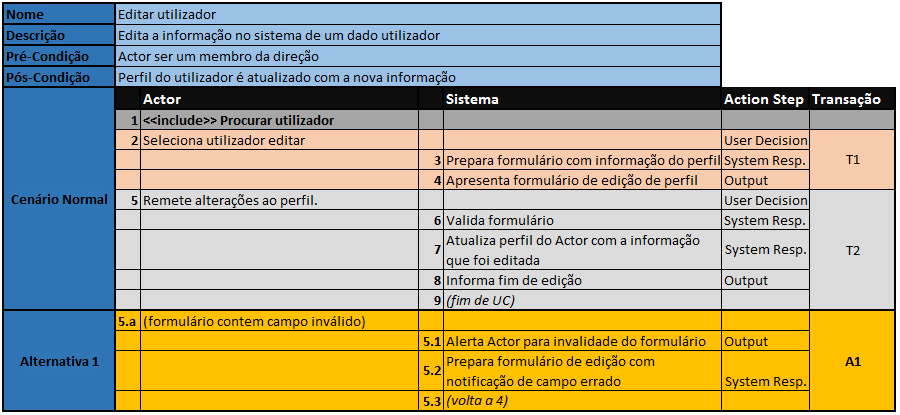 Nome Editar utilizador
Descrição Edita a informação no sistema de um dado utilizador
Pré-Condição Actor ser um membro da direção
Pós-Condição Perfil do utilizador é atualizado com a nova informação
Actor Sistema Action Step Transação
1 <<include>> Procurar utilizador
2 Seleciona utilizador editar User Decision
3 Prepara formulário com informação do perfil System Resp. T1
4 Apresenta formulário de edição de perfil Output
Cenário Normal 5 Remete alterações ao perfil. User Decision
6 Valida formulário System Resp.
7 Atualiza perfil do Actor com a informação
que foi editada System Resp. T2
8 Informa fim de edição Output
9 (fim de UC)
5.a (formulário contem campo inválido)
5.1 Alerta Actor para invalidade do formulário Output
Alternativa 1 5.2 Prepara formulário de edição com A1
notificação de campo errado System Resp.
5.3 (volta a 4)